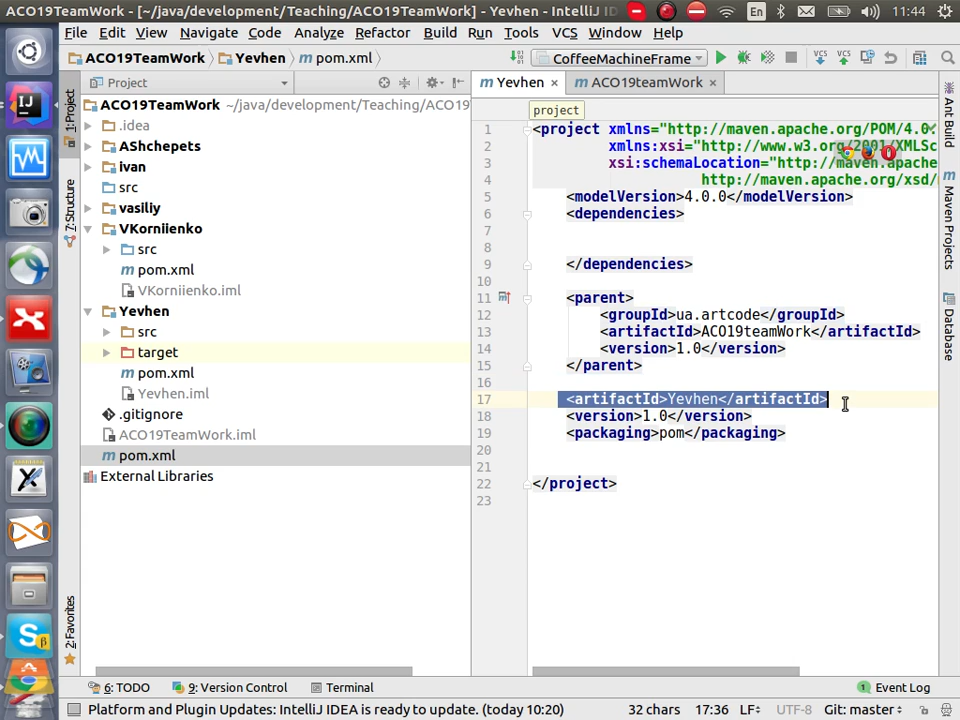 ACO19TeamWork - [~/java/development/Teaching/ACO19TeamWork] - Yevhen - IntelliJ ID
En
11:44
File Edit View Navigate Code Analyze Refactor Build Run Tools VCS Window Help
ACO19TeamWork Yevhen pom.xml
CoffeeMachineFrame
VCS VCS
Project
Yevhen × ACO19teamWork ×
1: Project
7: Structure
2: Favorites
ACO19TeamWork ~/java/development/Teaching/ACO19T
.idea
AShchepets
ivan
src
vasiliy
VKorniienko
src
pom.xml
VKorniienko.iml
Yevhen
src
target
pom.xml
Yevhen.iml
.gitignore
ACO19TeamWork.iml
pom.xml
External Libraries
project
1 <project xmlns="http://maven.apache.org/POM/4.0
2 xmlns:xsi="http://www.w3.org/2001/XMLSc
3 xsi:schemaLocation="http://maven.apache
4 http://maven.apache.org/xsd/
5 <modelVersion>4.0.0</modelVersion>
6 <dependencies>
7
8
9 </dependencies>
10
11 <parent>
12 <groupId>ua.artcode</groupId>
13 <artifactId>ACO19teamWork</artifactId>
14 <version>1.0</version>
15 </parent>
16
17 <artifactId>Yevhen</artifactId>
18 <version>1.0</version>
19 <packaging>pom</packaging>
20
21
22 </project>
23
Ant Build
Maven Projects
Database
6: TODO 9: Version Control Terminal
1 Event Log
Platform and Plugin Updates: IntelliJ IDEA is ready to update. (today 10:20)
32 chars 17:36 LF÷ UTF-8 Git: master÷